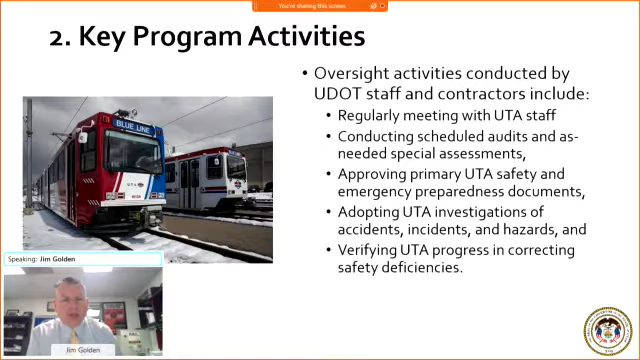 You're sharing this screen
2. Key Program Activities
• Oversight activities conducted by
UDOT staff and contractors include:
• Regularly meeting with UTA staff
• Conducting scheduled audits and as-
needed special assessments,
• Approving primary UTA safety and
emergency preparedness documents,
• Adopting UTA investigations of
accidents, incidents, and hazards, and
• Verifying UTA progress in correcting
safety deficiencies.
BLUE LINE
UTA
Speaking: Jim Golden
Jim Golden